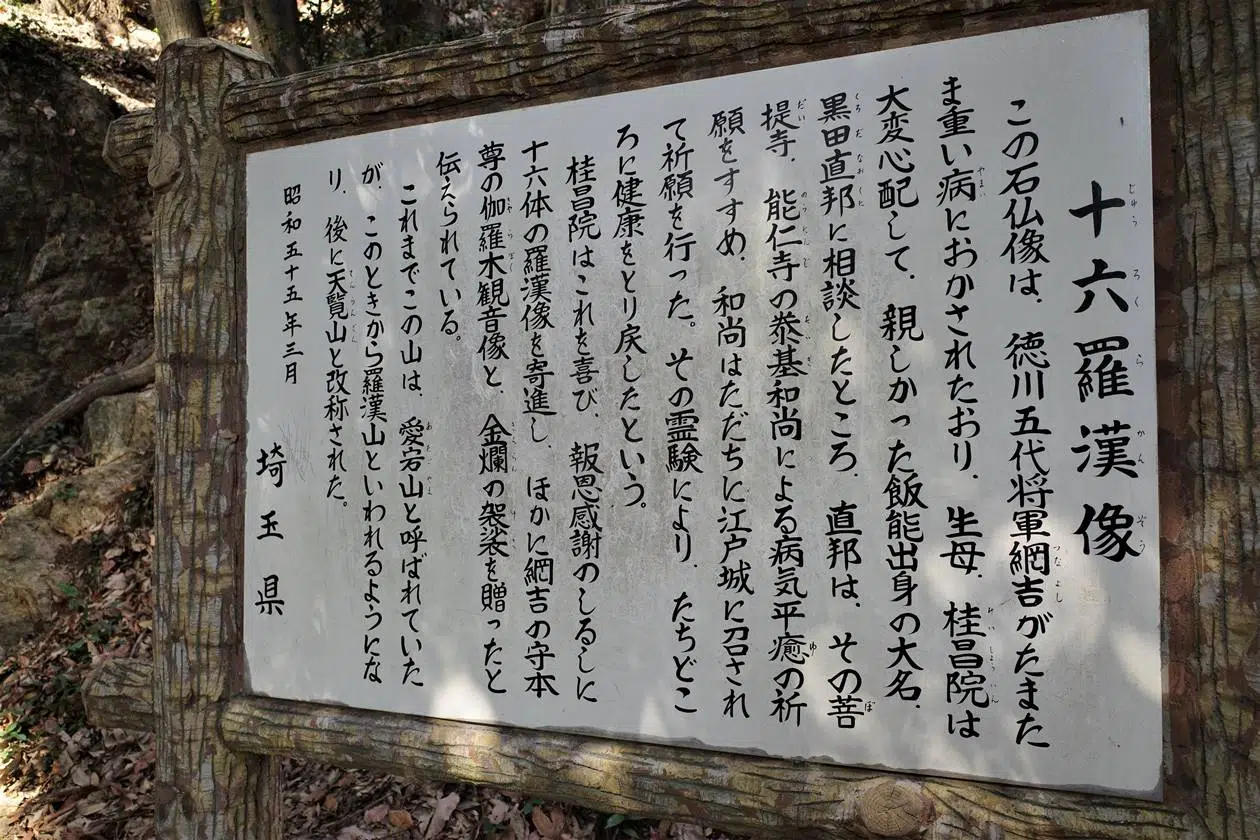 十六羅漢像
この石仏像は、徳川五代将軍綱吉がたまた
ま重い病におかされたおり、生母、桂昌院は
大変心配して、親しかった飯能出身の大名、
黒田直邦に相談したところ、直邦は、その菩
提寺、能仁寺の泰基和尚による病気平癒の祈
願をすすめ、和尚はただちに江戸城に召され
て祈願を行った。その霊験により、たちどこ
ろに健康をとり戻したという。
桂昌院はこれを喜び、報恩感謝のしるしに
十六体の羅漢像を寄進し、ほかに綱吉の守本
尊の伽羅木観音像と、金爛の袈裟を贈ったと
伝えられている。
これまでこの山は、愛宕山と呼ばれていた
が、このときから羅漢山といわれるようにな
り、後に天覧山と改称された。
昭和五十五年三月
埼玉県